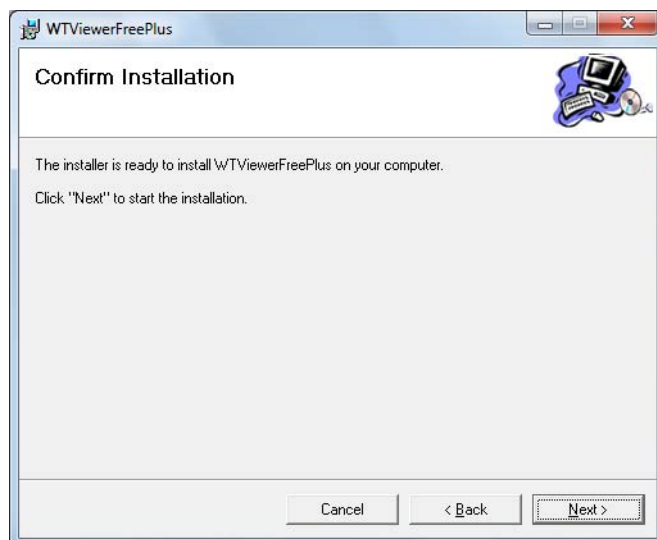 WTViewerFreePlus
Confirm Installation
The installer is ready to install WTViewerFreePlus on your computer.
Click "Next" to start the installation.
Cancel
< Back
Next >